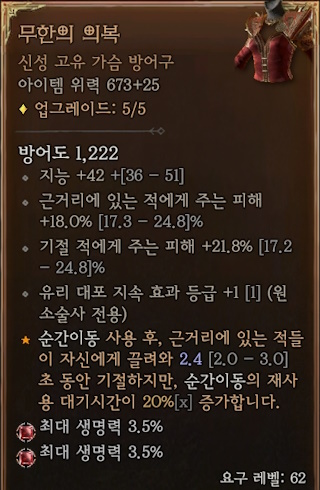 무한의 의복
신성 고유 가슴 방어구
아이템 위력 673+25
업그레이드: 5/5
방어도 1,222
지능 +42 +[36 – 51]
근거리에 있는 적에게 주는 피해
+18.0% [17.3 – 24.8]%
기절 적에게 주는 피해 +21.8% [17.2
– 24.8]%
유리 대포 지속 효과 등급 +1 [1] (원
소술사 전용)
순간이동 사용 후, 근거리에 있는 적들
이 자신에게 끌려와 2.4 [2.0 – 3.0]
초 동안 기절하지만, 순간이동의 재사
용 대기시간이 20%[x] 증가합니다.
최대 생명력 3.5%
최대 생명력 3.5%
요구 레벨: 62